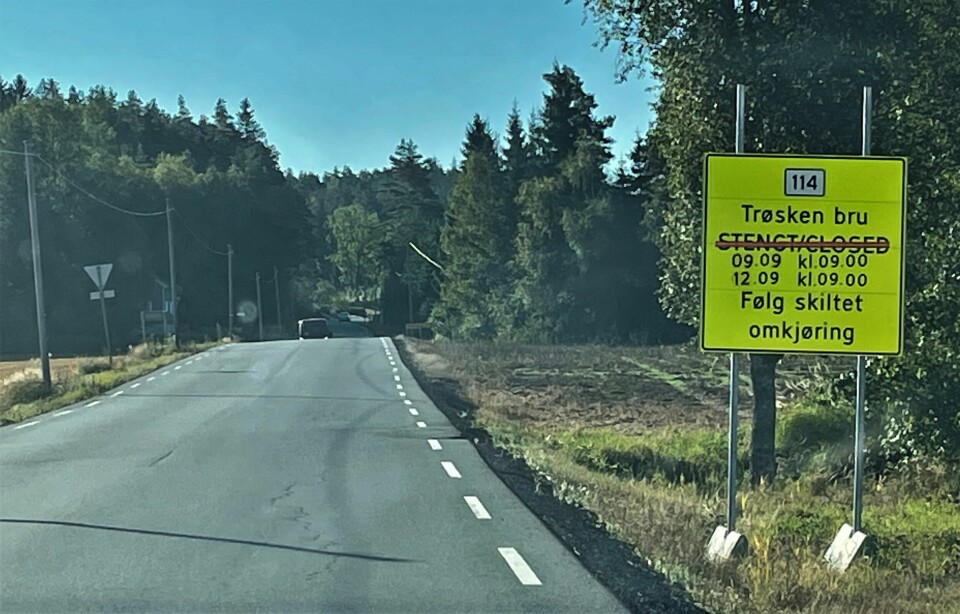 114
Trøsken bru
STENGT/CLOSED
09.09 kl.09.00
12.09 kl.09.00
Følg skiltet
omkjøring